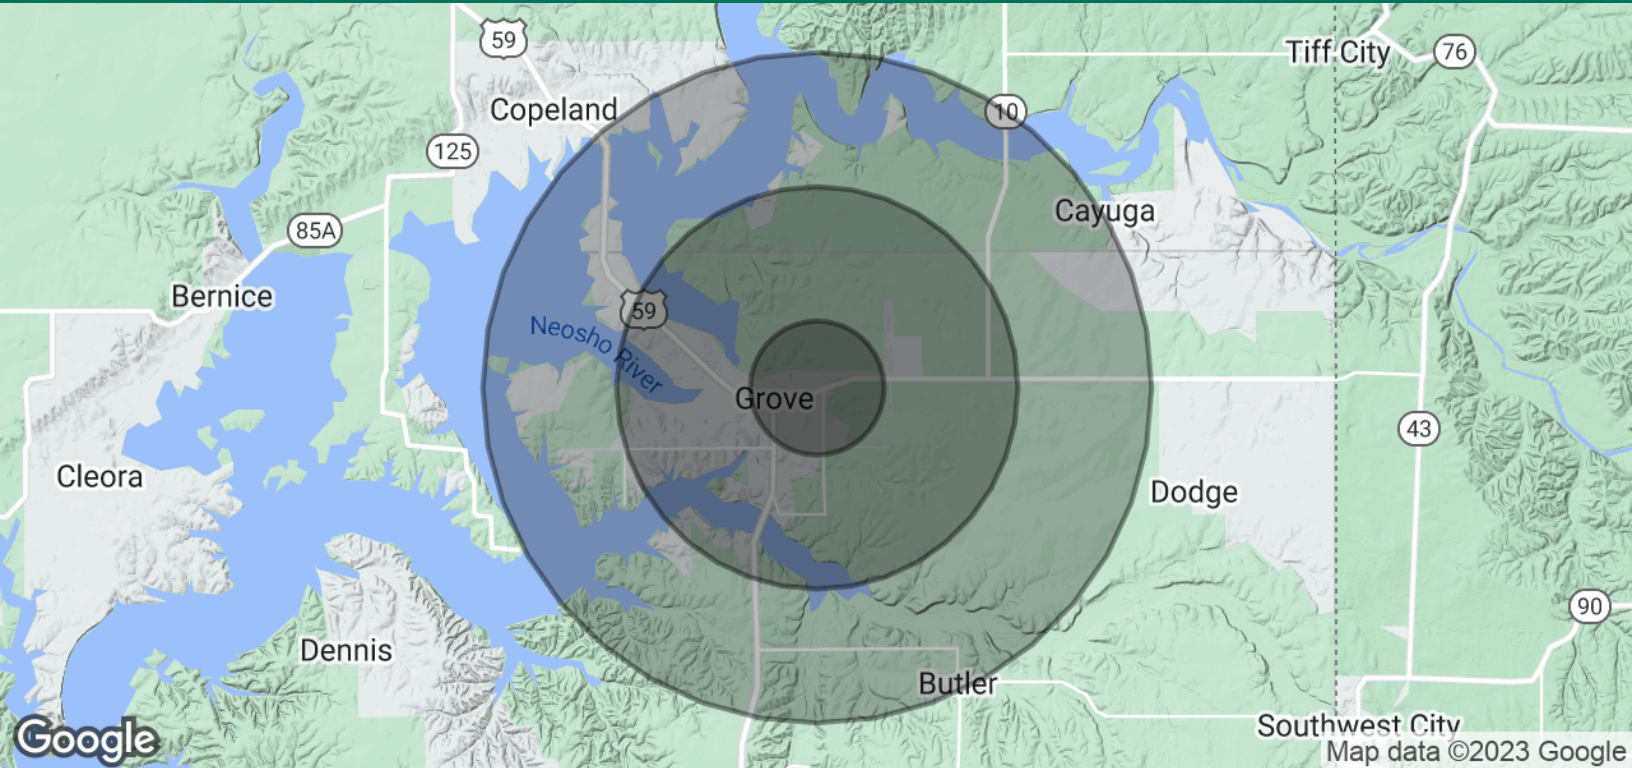 59
Tiff City
76
Copeland
10
125
Cayuga
85A
Bernice
59
Neosho River
Grove
43
Cleora
Dodge
90
Dennis
Butler
Southwest City
Google
Map data ©2023 Google